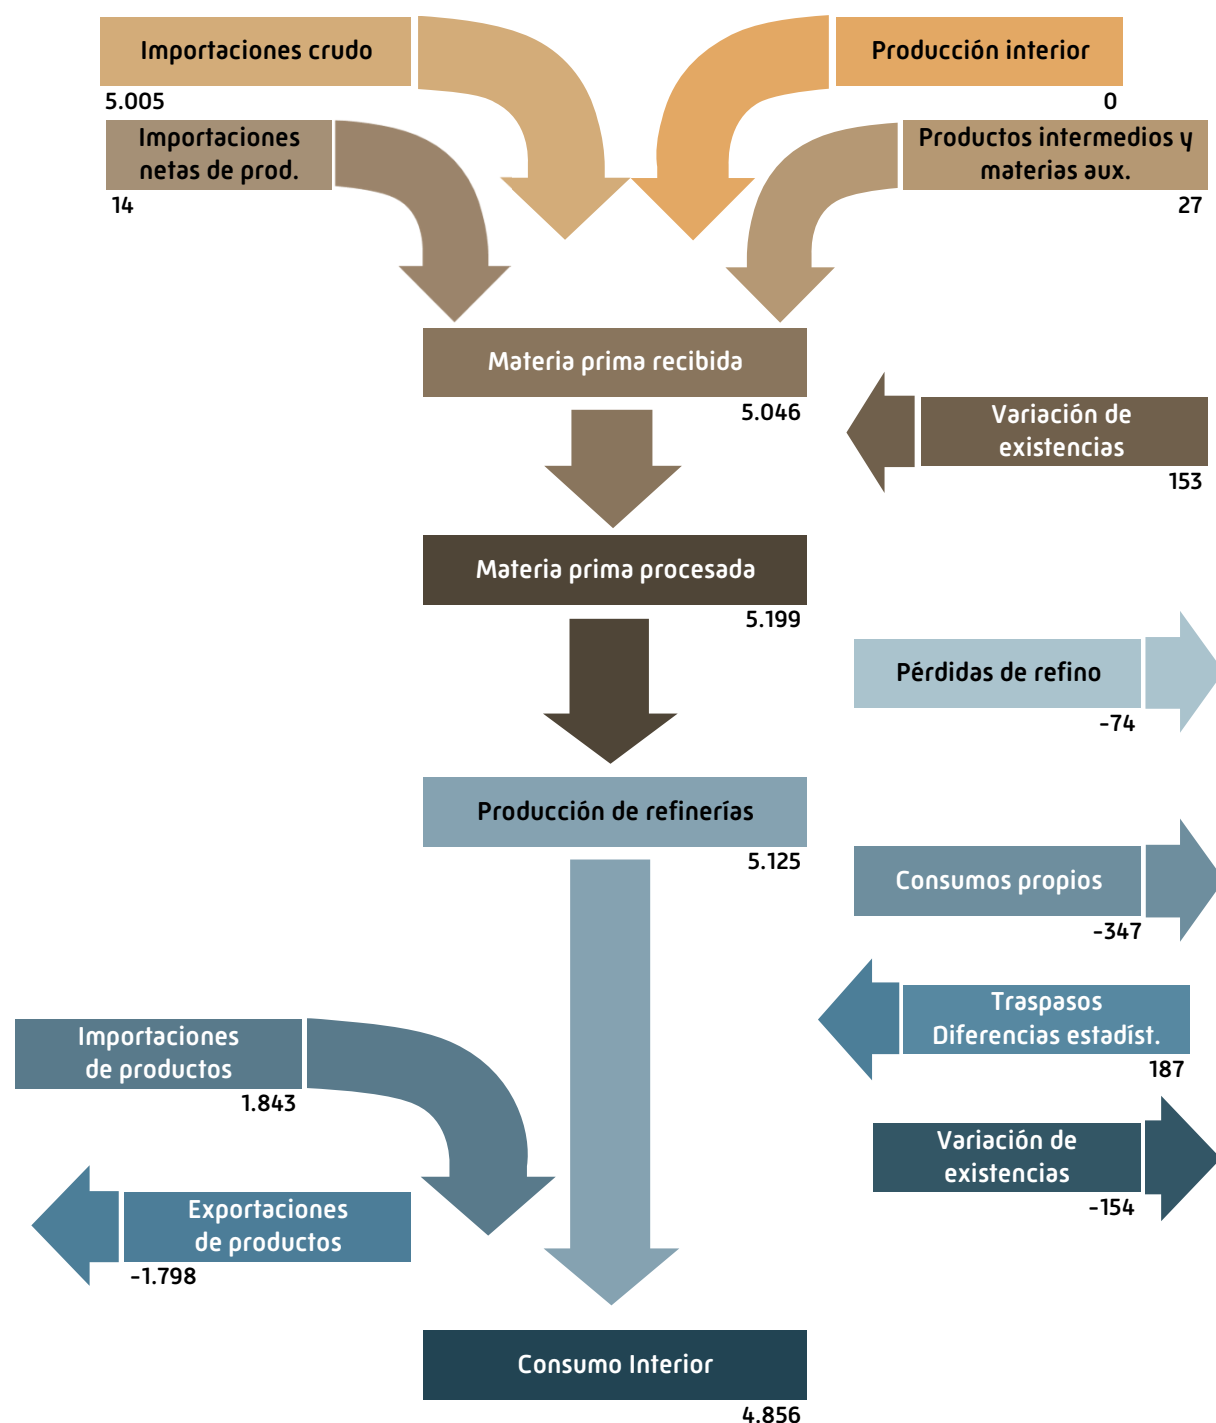 Importaciones crudo
5.005
Producción interior
0
Importaciones
netas de prod.
14
Productos intermedios y
materias aux.
27
Materia prima recibida
5.046
Variación de
existencias
153
Materia prima procesada
5.199
Pérdidas de refino
-74
Producción de refinerías
5.125
Consumos propios
-347
Traspasos
Diferencias estadíst.
187
Importaciones
de productos
1.843
Variación de
existencias
-154
Exportaciones
de productos
-1.798
Consumo Interior
4.856